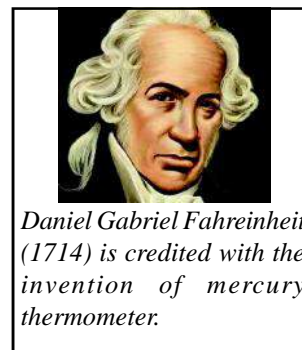 Daniel Gabriel Fahreinheit
(1714) is credited with the
invention of mercury
thermometer.